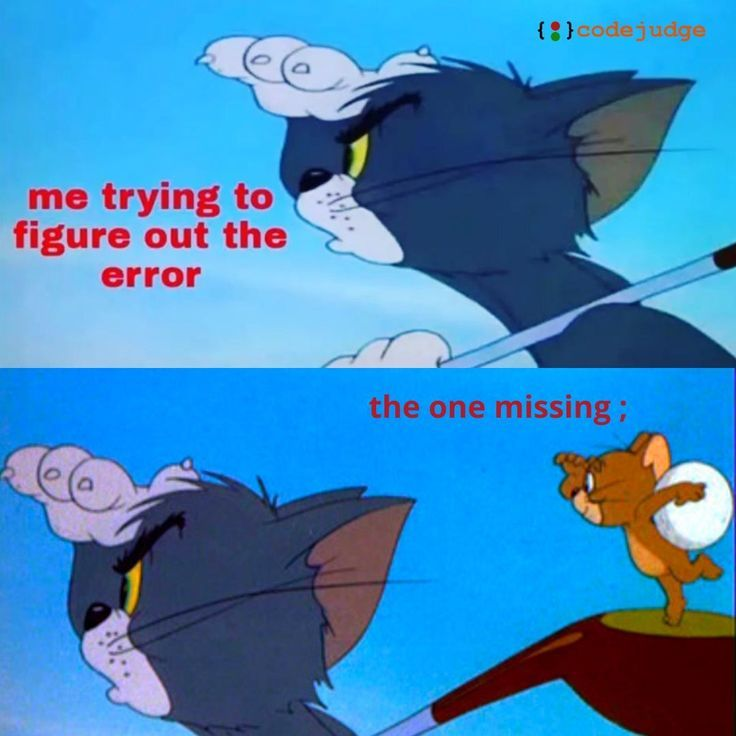 {:}codejudge
me trying to
figure out the
error
the one missing ;